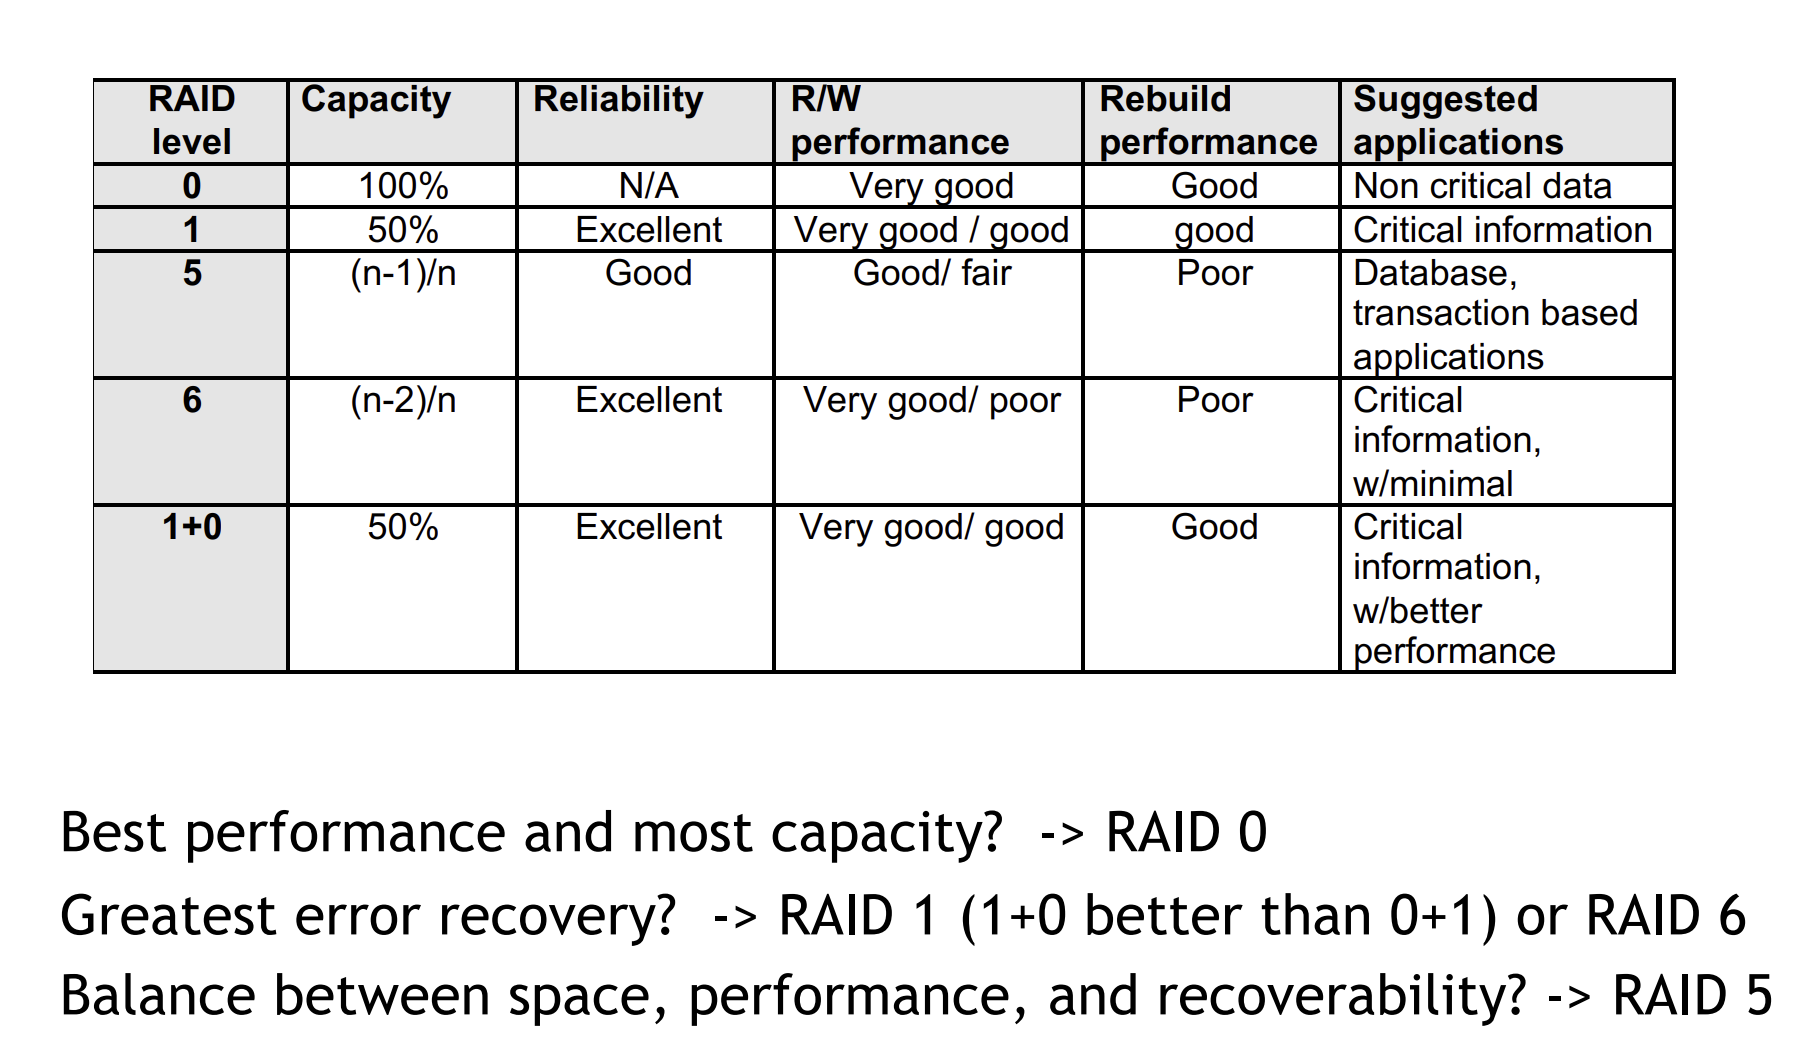 RAID level Capacity Reliability R/W performance Rebuild performance Suggested applications
0 100% N/A Very good Good Non critical data
1 50% Excellent Very good / good good Critical information
5 (n-1)/n Good Good/ fair Poor Database,
transaction based
applications
6 (n-2)/n Excellent Very good/ poor Poor Critical
information,
w/minimal
1+0 50% Excellent Very good/ good Good Critical
information,
w/better
performance
Best performance and most capacity? -> RAID 0
Greatest error recovery? -> RAID 1 (1+0 better than 0+1) or RAID 6
Balance between space, performance, and recoverability? -> RAID 5